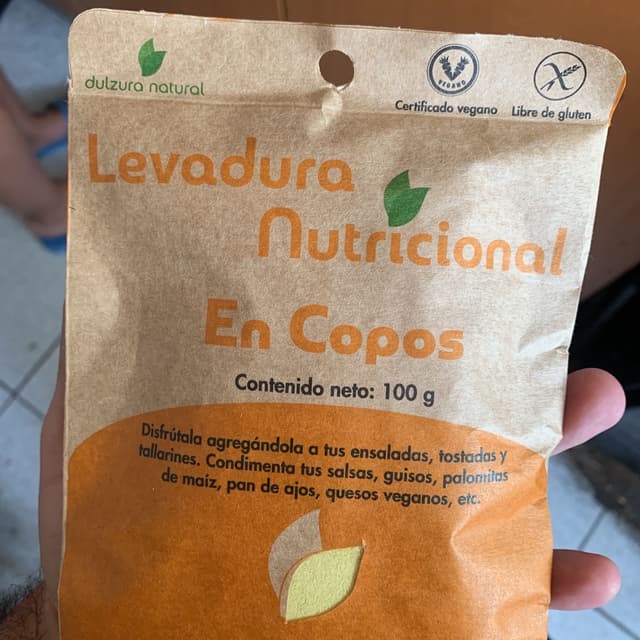 dulzura natural
VEGANO
Certificado vegano
Libre de gluten
Levadura
Nutricional
En Copos
Contenido neto: 100 g
Disfrútala agregándola a tus ensaladas, tostadas y
tallarines. Condimenta tus salsas, guisos, palomitas
de maíz, pan de ajos, quesos veganos, etc.